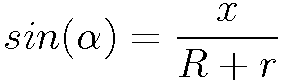 sin(α) = x / (R + r)